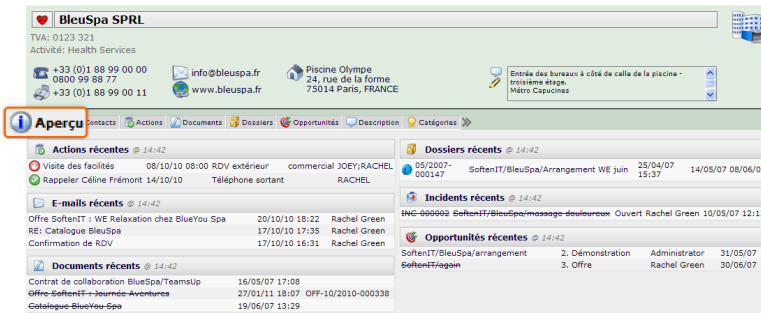 BleuSpa SPRL
TVA: 0123 321
Activité: Health Services
+33 (0)1 88 99 00 00
0800 99 88 77
+33 (0)1 88 99 00 11
info@bleuspa.fr
www.bleuspa.fr
Piscine Olympe
24, rue de la forme
75014 Paris, FRANCE
Entrée des bureaux à côté de celle de la piscine -
troisième étage.
Métro Capucines
Aperçu Contacts Actions Documents Dossiers Opportunités Description Catégories
Actions récentes @ 14:42
Visite des facilités 08/10/10 08:00 RDV extérieur commercial JOEY;RACHEL
Rappeler Céline Frémont 14/10/10 Téléphone sortant RACHEL
E-mails récents @ 14:42
Offre SoftenIT : WE Relaxation chez BlueYou Spa 20/10/10 18:22 Rachel Green
RE: Catalogue BleuSpa 17/10/10 17:35 Rachel Green
Confirmation de RDV 17/10/10 16:31 Rachel Green
Documents récents @ 14:42
Contrat de collaboration BlueSpa/TeamsUp 16/05/07 17:08
Offre SoftenIT : Journée Aventures 27/01/11 18:07 OFF-10/2010-000338
Catalogue BlueYou Spa 19/06/07 13:29
Dossiers récents @ 14:42
05/2007-
000147 SoftenIT/BleuSpa/Arrangement WE juin 25/04/07
15:37 14/05/07 08/06/0
Incidents récents @ 14:42
INC-000002 SoftenIT/BleuSpa/massage douloureux Ouvert Rachel Green 10/05/07 12:1
Opportunités récentes @ 14:42
SoftenIT/BleuSpa/arrangement 2. Démonstration Administrator 31/05/07
SoftenIT/again 3. Offre Rachel Green 30/06/07